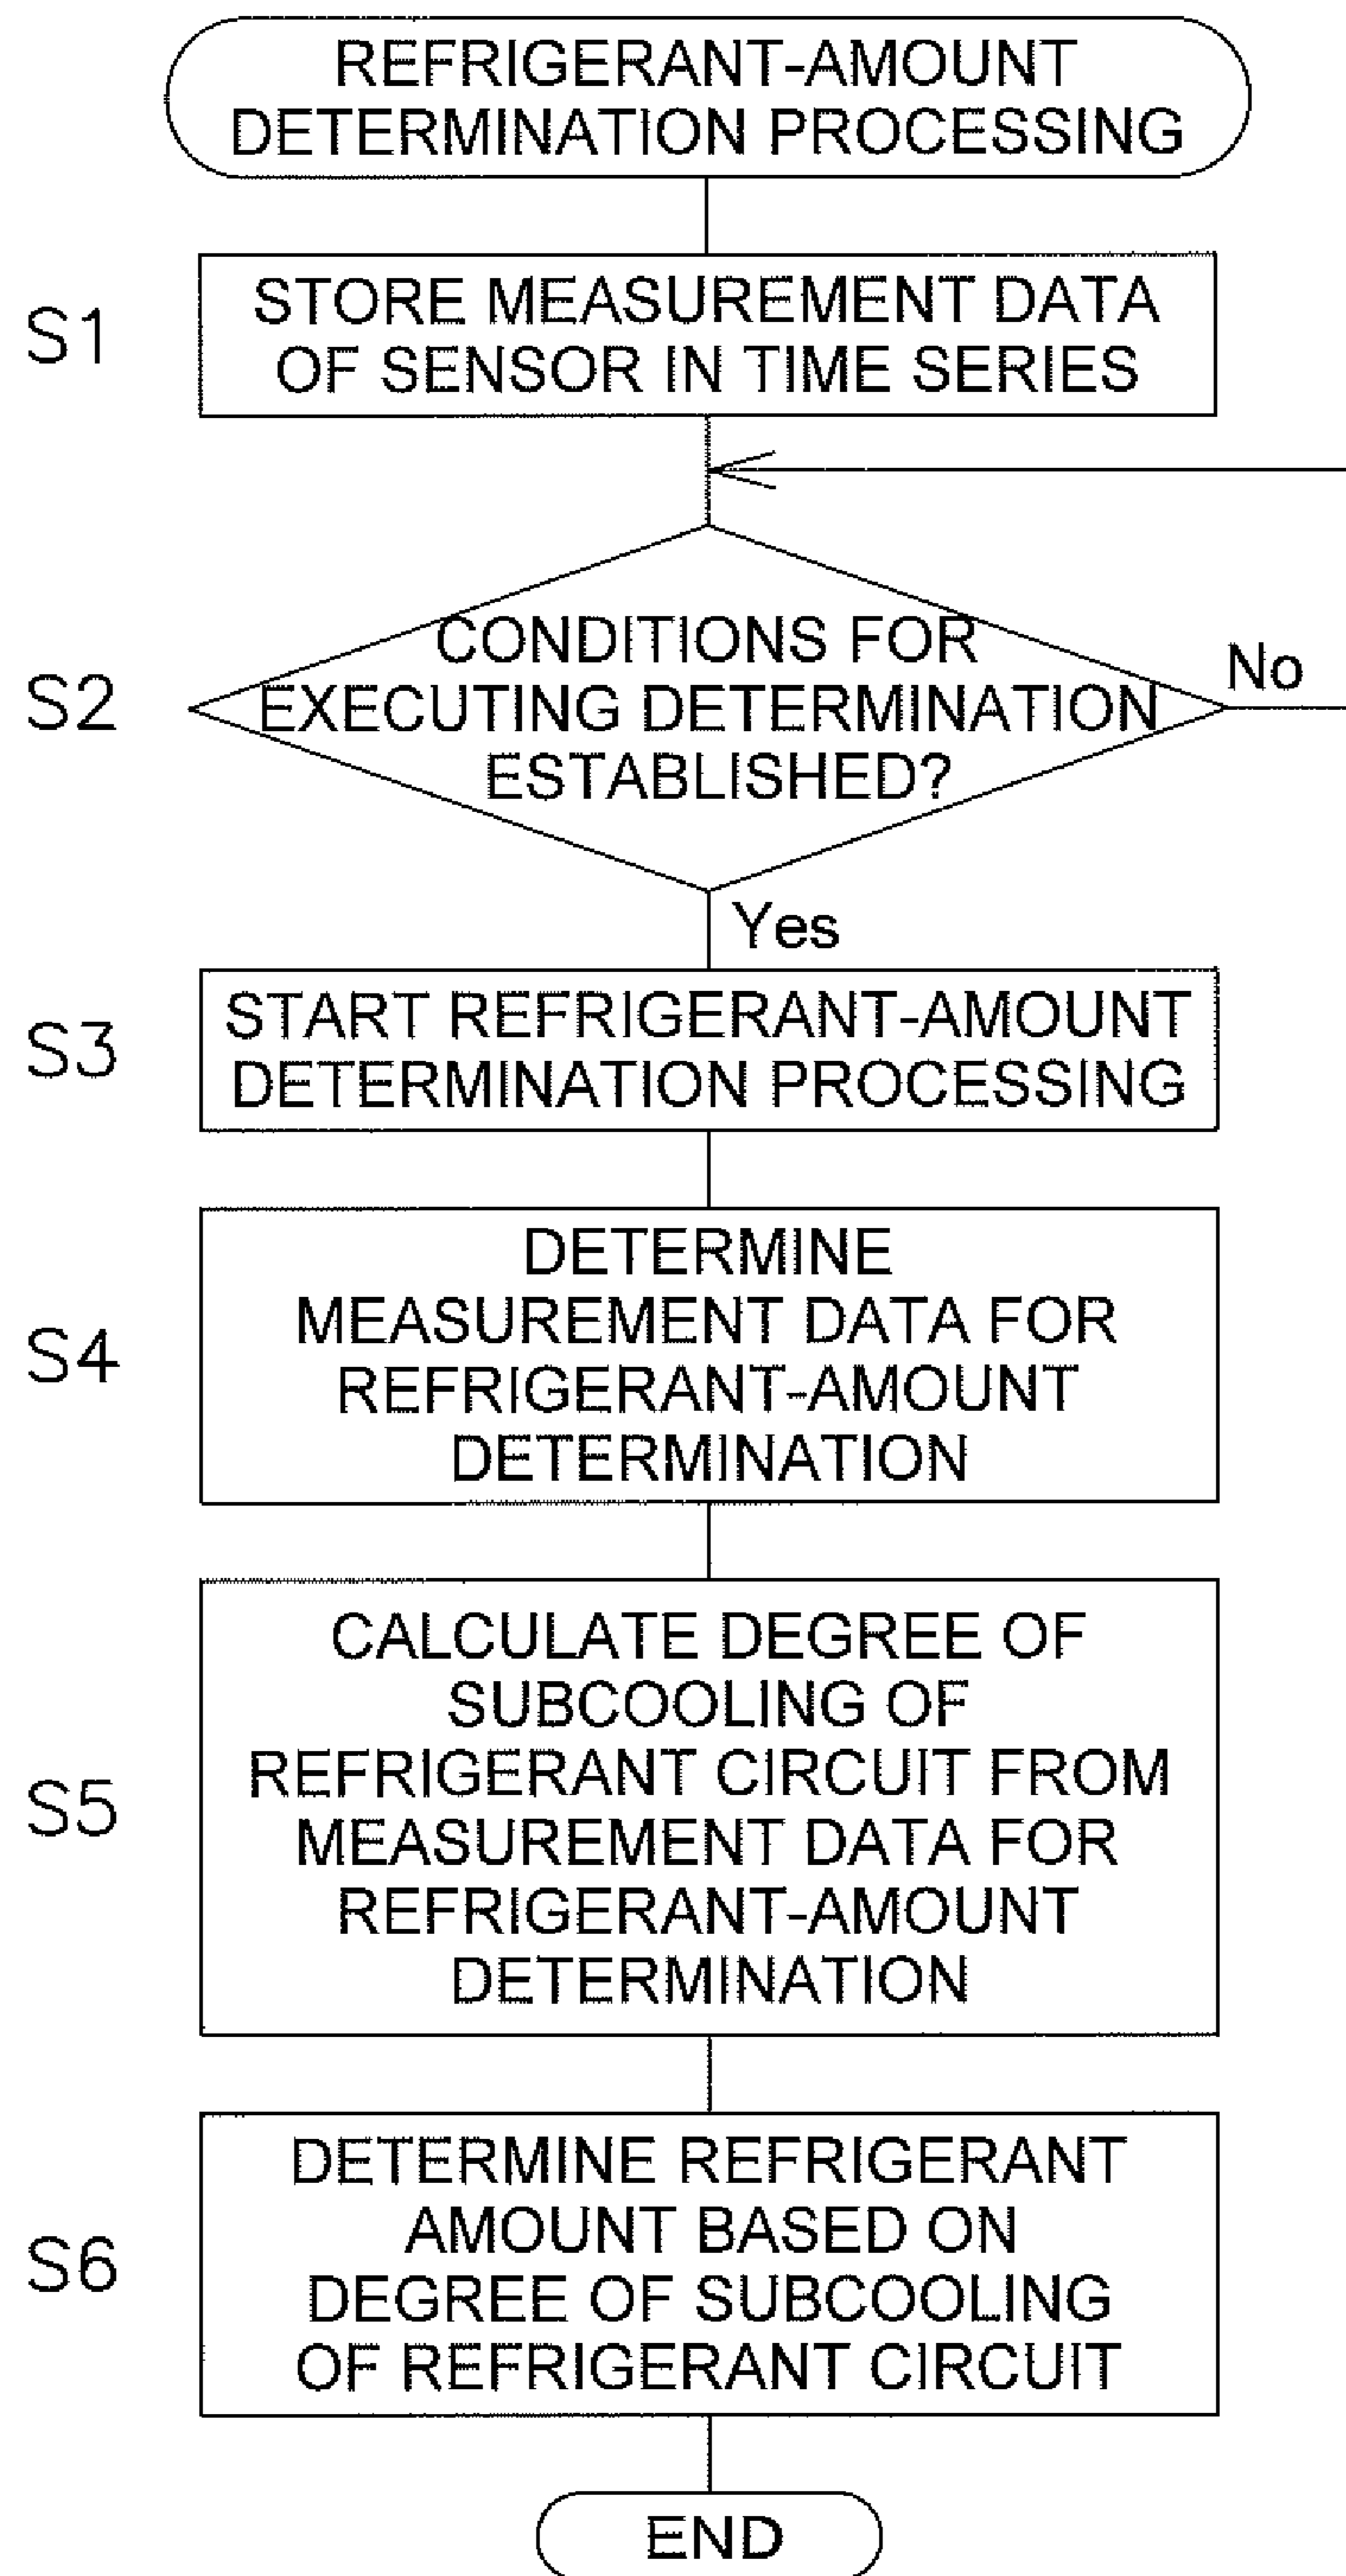 REFRIGERANT-AMOUNT
DETERMINATION PROCESSING
S1
STORE MEASUREMENT DATA
OF SENSOR IN TIME SERIES
S2
CONDITIONS FOR
EXECUTING DETERMINATION
ESTABLISHED?
No
Yes
S3
START REFRIGERANT-AMOUNT
DETERMINATION PROCESSING
S4
DETERMINE
MEASUREMENT DATA FOR
REFRIGERANT-AMOUNT
DETERMINATION
S5
CALCULATE DEGREE OF
SUBCOOLING OF
REFRIGERANT CIRCUIT FROM
MEASUREMENT DATA FOR
REFRIGERANT-AMOUNT
DETERMINATION
S6
DETERMINE REFRIGERANT
AMOUNT BASED ON
DEGREE OF SUBCOOLING
OF REFRIGERANT CIRCUIT
END